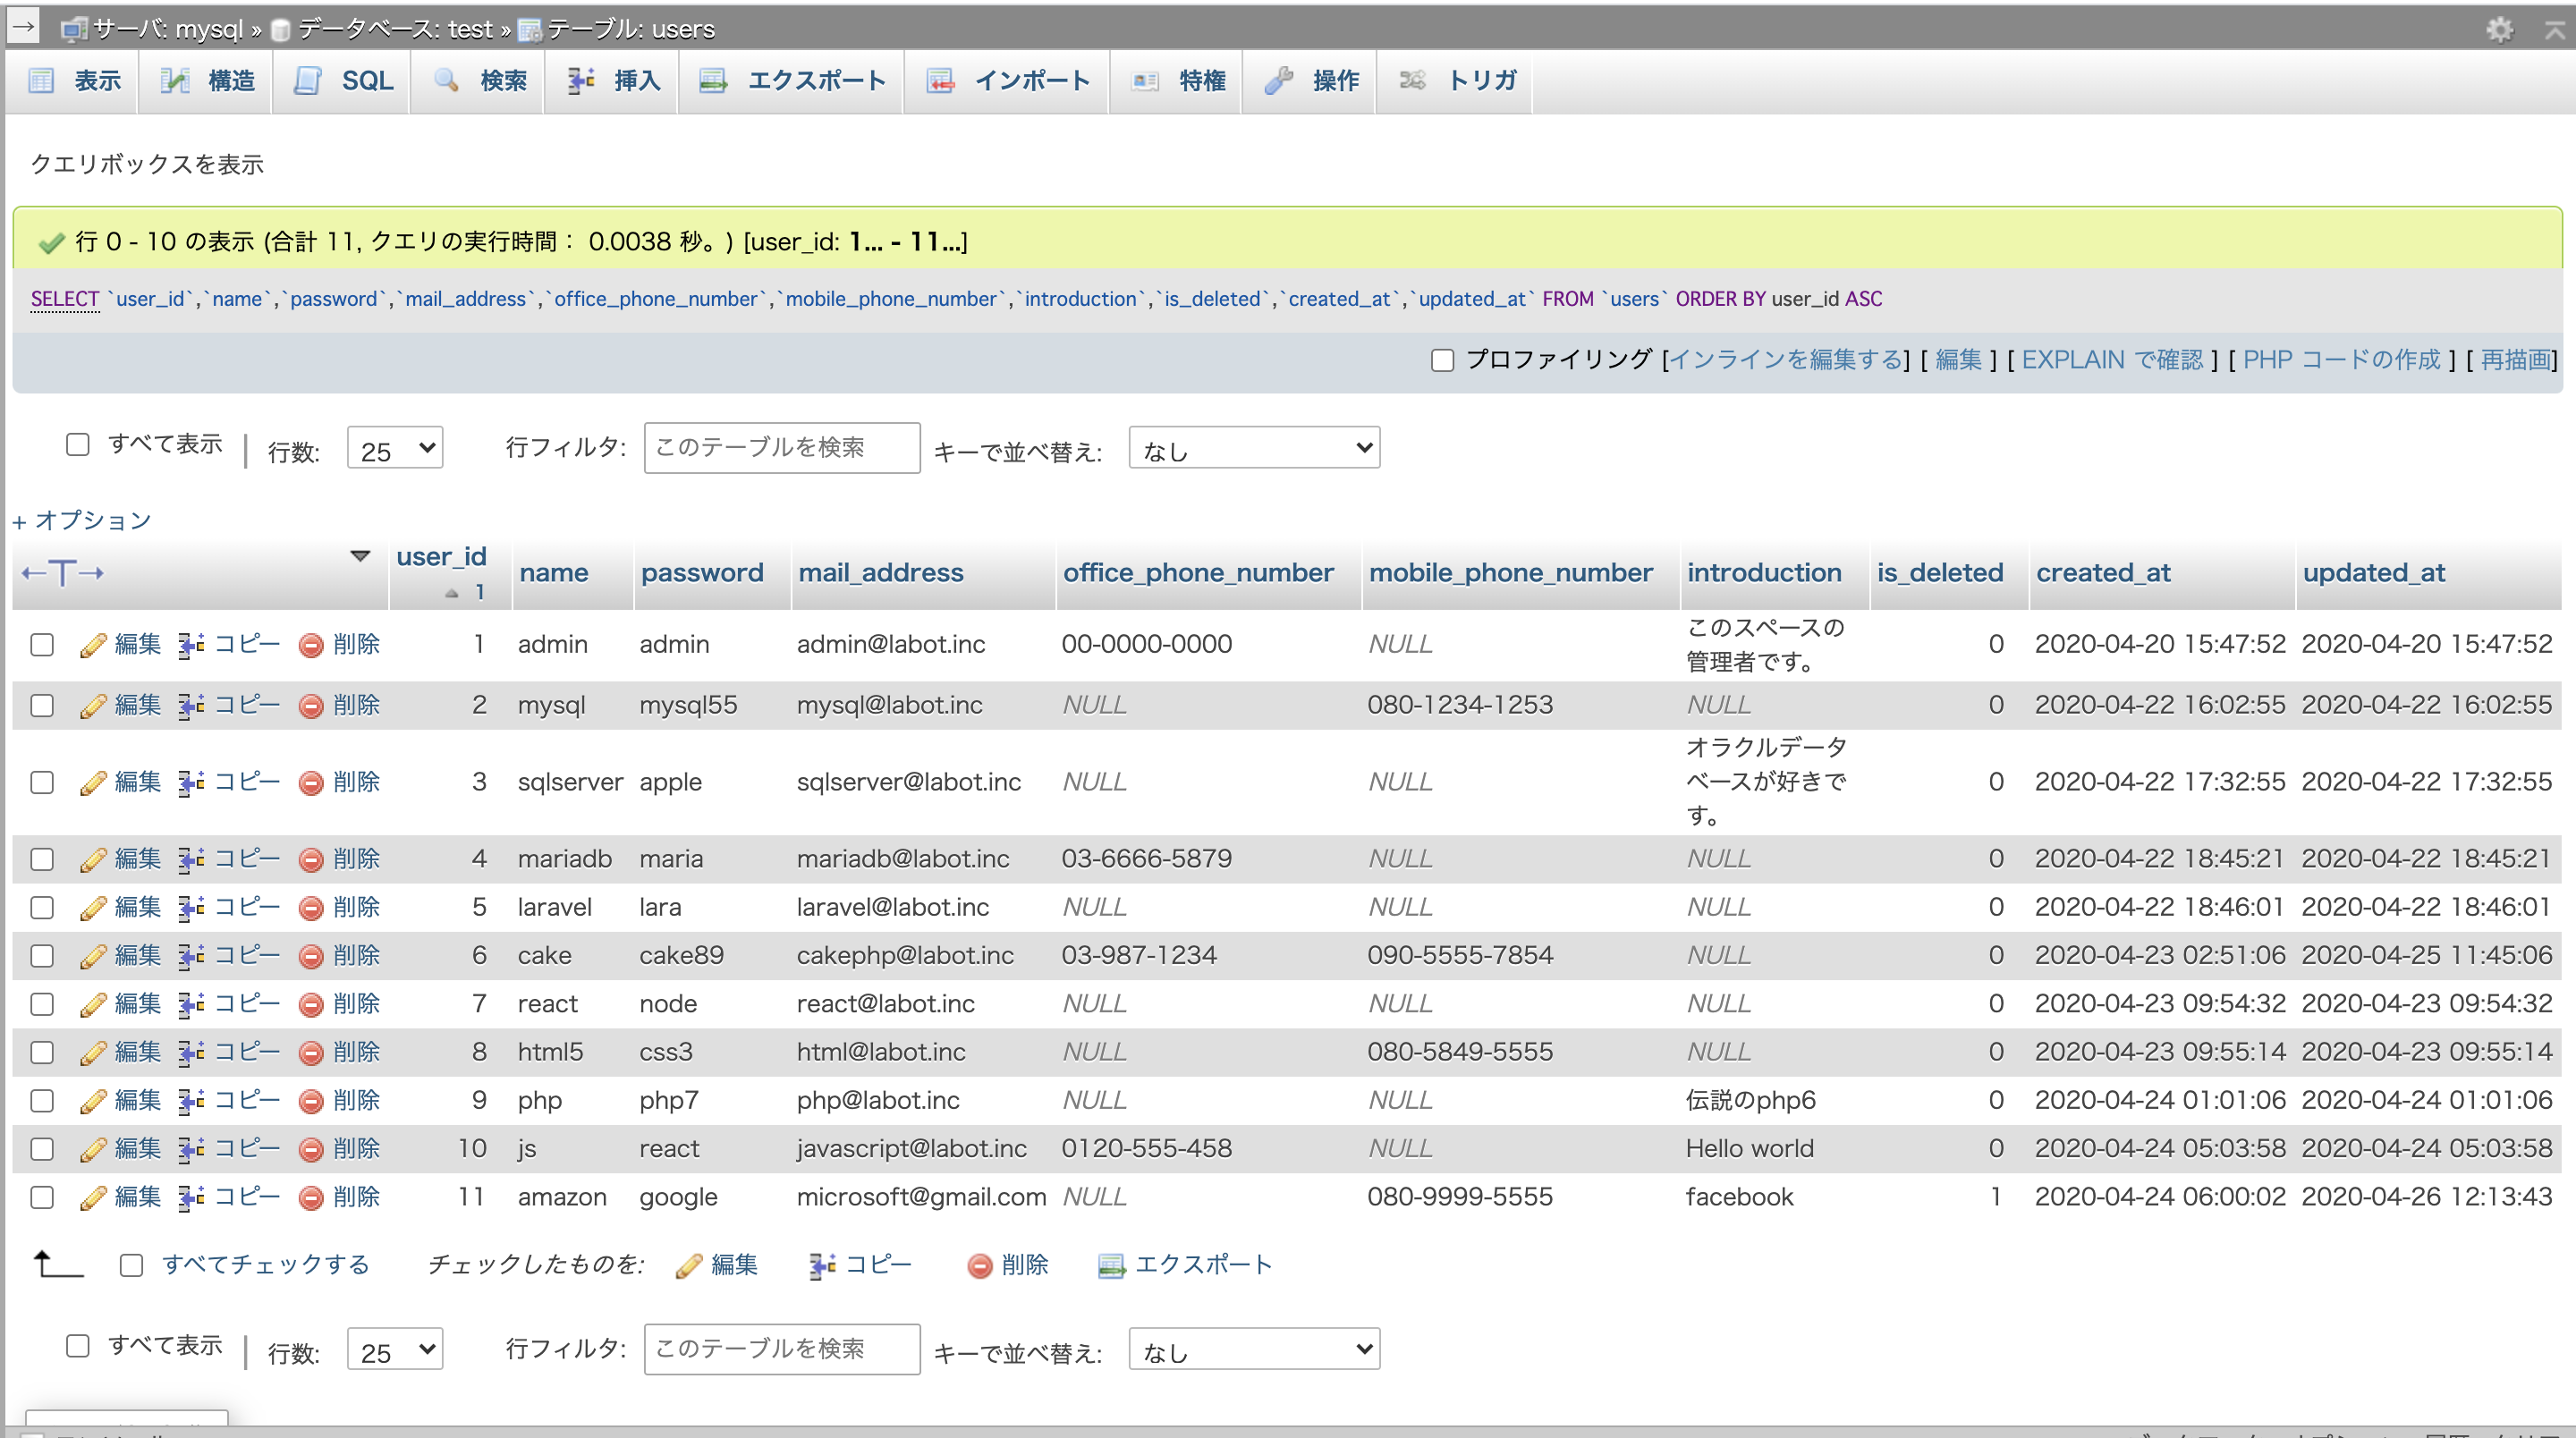 サーバ: mysql » データベース: test » テーブル: users
表示 構造 SQL 検索 挿入 エクスポート インポート 特権 操作 トリガ
クエリボックスを表示
行 0 - 10 の表示 (合計 11, クエリの実行時間： 0.0038 秒。) [user_id: 1... - 11...]
SELECT `user_id`,`name`,`password`,`mail_address`,`office_phone_number`,`mobile_phone_number`,`introduction`,`is_deleted`,`created_at`,`updated_at` FROM `users` ORDER BY user_id ASC
プロファイリング [インラインを編集する] [ 編集 ] [ EXPLAIN で確認 ] [ PHP コードの作成 ] [ 再描画]
すべて表示 | 行数: 25 行フィルタ: このテーブルを検索 キーで並べ替え: なし
+ オプション
←T→ user_id 1 name password mail_address office_phone_number mobile_phone_number introduction is_deleted created_at updated_at
編集 コピー 削除 1 admin admin admin@labot.inc 00-0000-0000 NULL このスペースの管理者です。 0 2020-04-20 15:47:52 2020-04-20 15:47:52
編集 コピー 削除 2 mysql mysql55 mysql@labot.inc NULL 080-1234-1253 NULL 0 2020-04-22 16:02:55 2020-04-22 16:02:55
編集 コピー 削除 3 sqlserver apple sqlserver@labot.inc NULL NULL オラクルデータベースが好きです。 0 2020-04-22 17:32:55 2020-04-22 17:32:55
編集 コピー 削除 4 mariadb maria mariadb@labot.inc 03-6666-5879 NULL NULL 0 2020-04-22 18:45:21 2020-04-22 18:45:21
編集 コピー 削除 5 laravel lara laravel@labot.inc NULL NULL NULL 0 2020-04-22 18:46:01 2020-04-22 18:46:01
編集 コピー 削除 6 cake cake89 cakephp@labot.inc 03-987-1234 090-5555-7854 NULL 0 2020-04-23 02:51:06 2020-04-25 11:45:06
編集 コピー 削除 7 react node react@labot.inc NULL NULL NULL 0 2020-04-23 09:54:32 2020-04-23 09:54:32
編集 コピー 削除 8 html5 css3 html@labot.inc NULL 080-5849-5555 NULL 0 2020-04-23 09:55:14 2020-04-23 09:55:14
編集 コピー 削除 9 php php7 php@labot.inc NULL NULL 伝説のphp6 0 2020-04-24 01:01:06 2020-04-24 01:01:06
編集 コピー 削除 10 js react javascript@labot.inc 0120-555-458 NULL Hello world 0 2020-04-24 05:03:58 2020-04-24 05:03:58
編集 コピー 削除 11 amazon google microsoft@gmail.com NULL 080-9999-5555 facebook 1 2020-04-24 06:00:02 2020-04-26 12:13:43
すべてチェックする チェックしたものを: 編集 コピー 削除 エクスポート
すべて表示 | 行数: 25 行フィルタ: このテーブルを検索 キーで並べ替え: なし